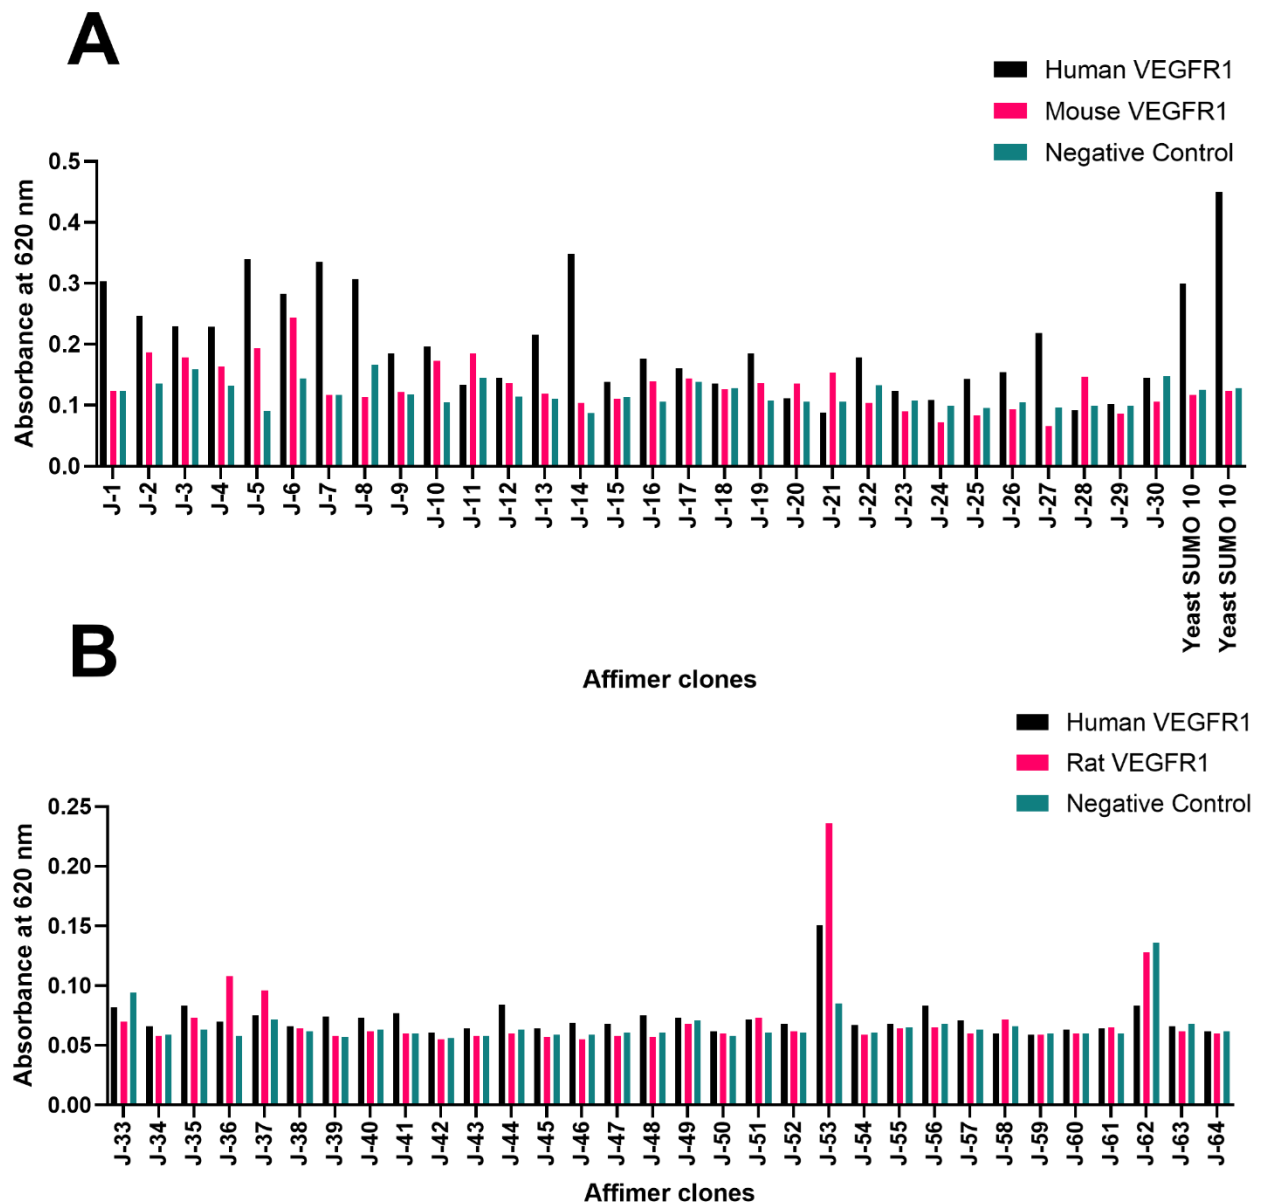 A
Human VEGFR1
Mouse VEGFR1
Negative Control
0.5
0.4
0.3
0.2
0.1
0.0
Absorbance at 620 nm
J-1
J-2
J-3
J-4
J-5
J-6
J-7
J-8
J-9
J-10
J-11
J-12
J-13
J-14
J-15
J-16
J-17
J-18
J-19
J-20
J-21
J-22
J-23
J-24
J-25
J-26
J-27
J-28
J-29
J-30
Yeast SUMO 10
Yeast SUMO 10
Affimer clones
B
Human VEGFR1
Rat VEGFR1
Negative Control
0.25
0.20
0.15
0.10
0.05
0.00
Absorbance at 620 nm
J-33
J-34
J-35
J-36
J-37
J-38
J-39
J-40
J-41
J-42
J-43
J-44
J-45
J-46
J-47
J-48
J-49
J-50
J-51
J-52
J-53
J-54
J-55
J-56
J-57
J-58
J-59
J-60
J-61
J-62
J-63
J-64
Affimer clones